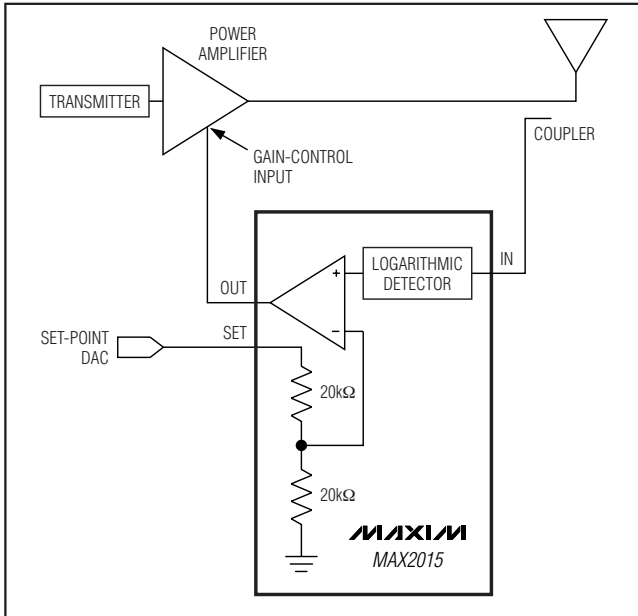 POWER
AMPLIFIER
TRANSMITTER
GAIN-CONTROL
INPUT
COUPLER
LOGARITHMIC
DETECTOR
IN
+
−
OUT
SET
SET-POINT
DAC
20kΩ
20kΩ
MAXIM
MAX2015